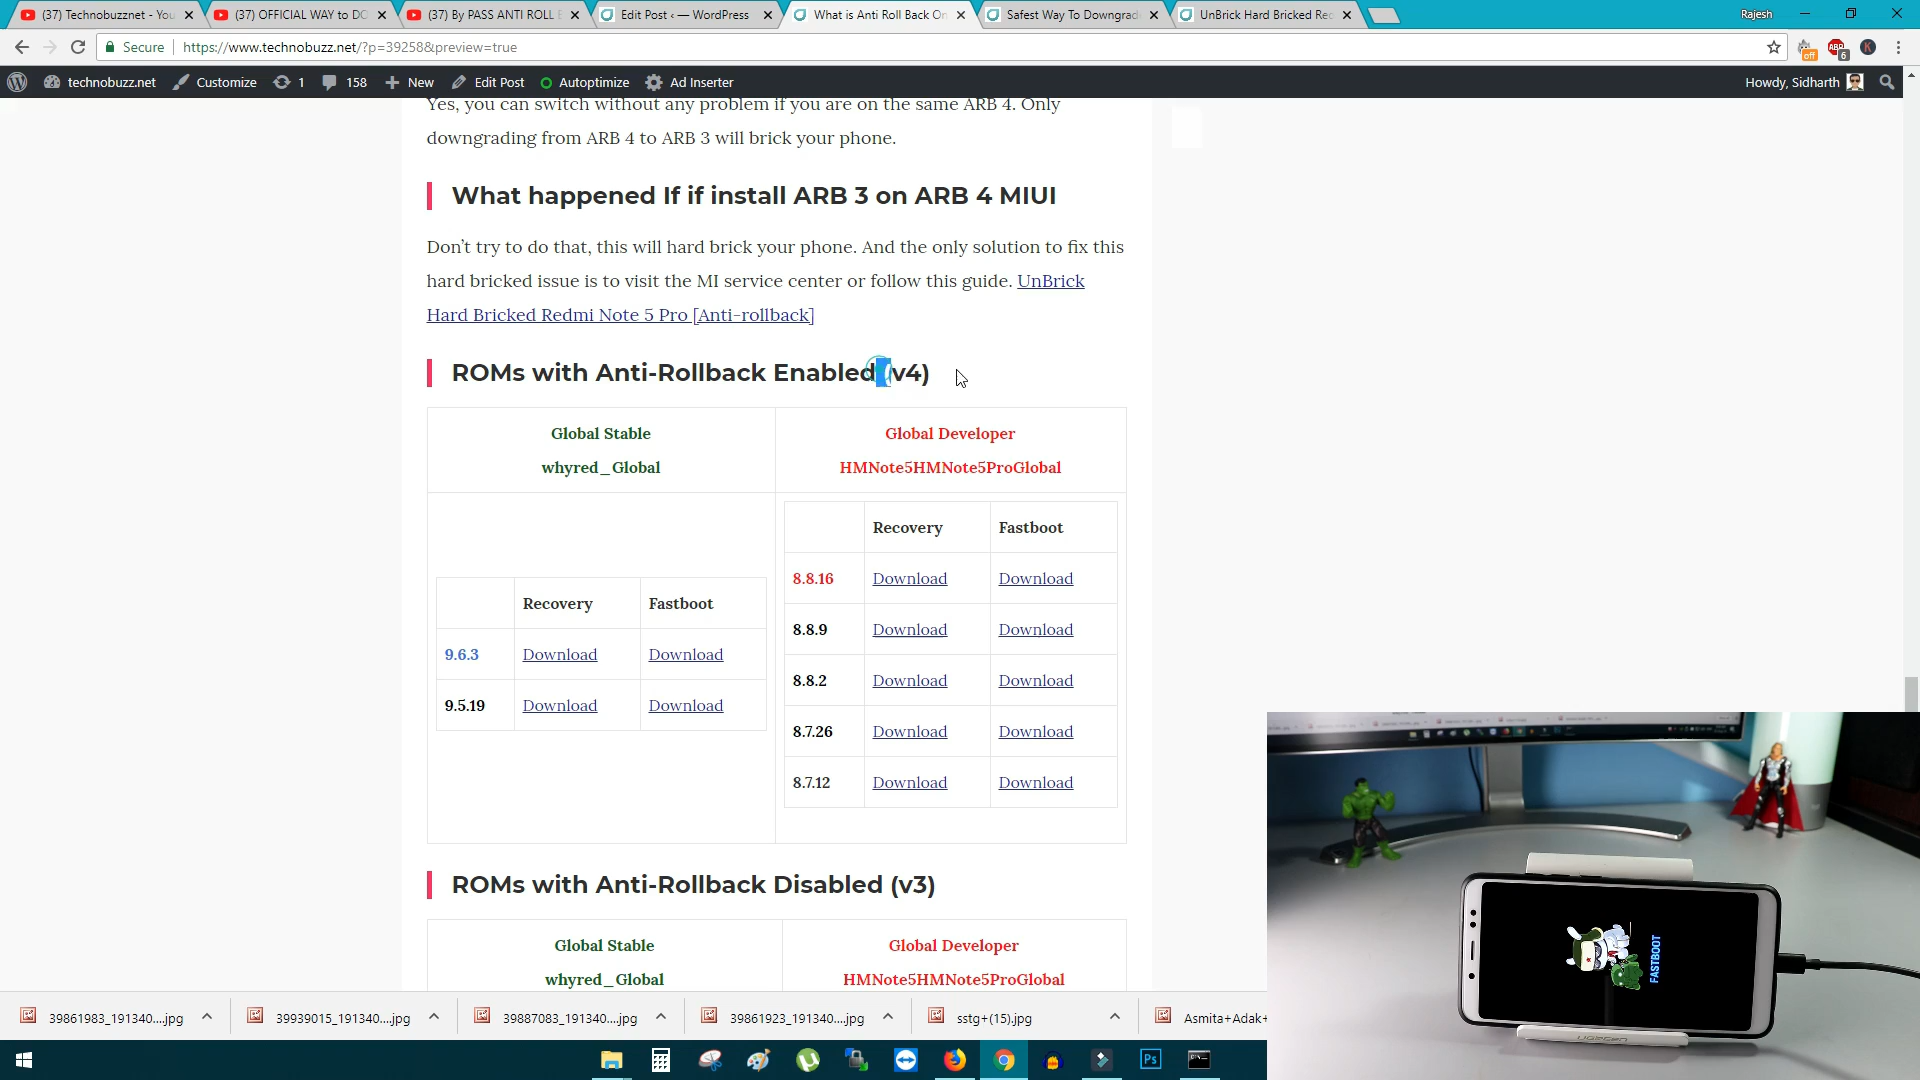 (37) Technobuzznet - You
(37) OFFICIAL WAY to DO
(37) By PASS ANTI ROLL B
Edit Post ‹ — WordPress
What is Anti Roll Back On
Safest Way To Downgrad
UnBrick Hard Bricked Rec
Rajesh
Secure
https://www.technobuzz.net/?p=39258&preview=true
off
ABP
6
K
technobuzz.net
Customize
1
158
New
Edit Post
Autoptimize
Ad Inserter
Howdy, Sidharth
Yes, you can switch without any problem if you are on the same ARB 4. Only
downgrading from ARB 4 to ARB 3 will brick your phone.
What happened If if install ARB 3 on ARB 4 MIUI
Don’t try to do that, this will hard brick your phone. And the only solution to fix this
hard bricked issue is to visit the MI service center or follow this guide. UnBrick
Hard Bricked Redmi Note 5 Pro [Anti-rollback]
ROMs with Anti-Rollback Enabled (v4)
Global Stable
whyred_Global
Global Developer
HMNote5HMNote5ProGlobal
Recovery Fastboot
9.6.3 Download Download
9.5.19 Download Download
Recovery Fastboot
8.8.16 Download Download
8.8.9 Download Download
8.8.2 Download Download
8.7.26 Download Download
8.7.12 Download Download
ROMs with Anti-Rollback Disabled (v3)
Global Stable
whyred_Global
Global Developer
HMNote5HMNote5ProGlobal
FASTBOOT
UGREEN
39861983_191340....jpg
39939015_191340....jpg
39887083_191340....jpg
39861923_191340....jpg
sstg+(15).jpg
Asmita+Adak+
Ps